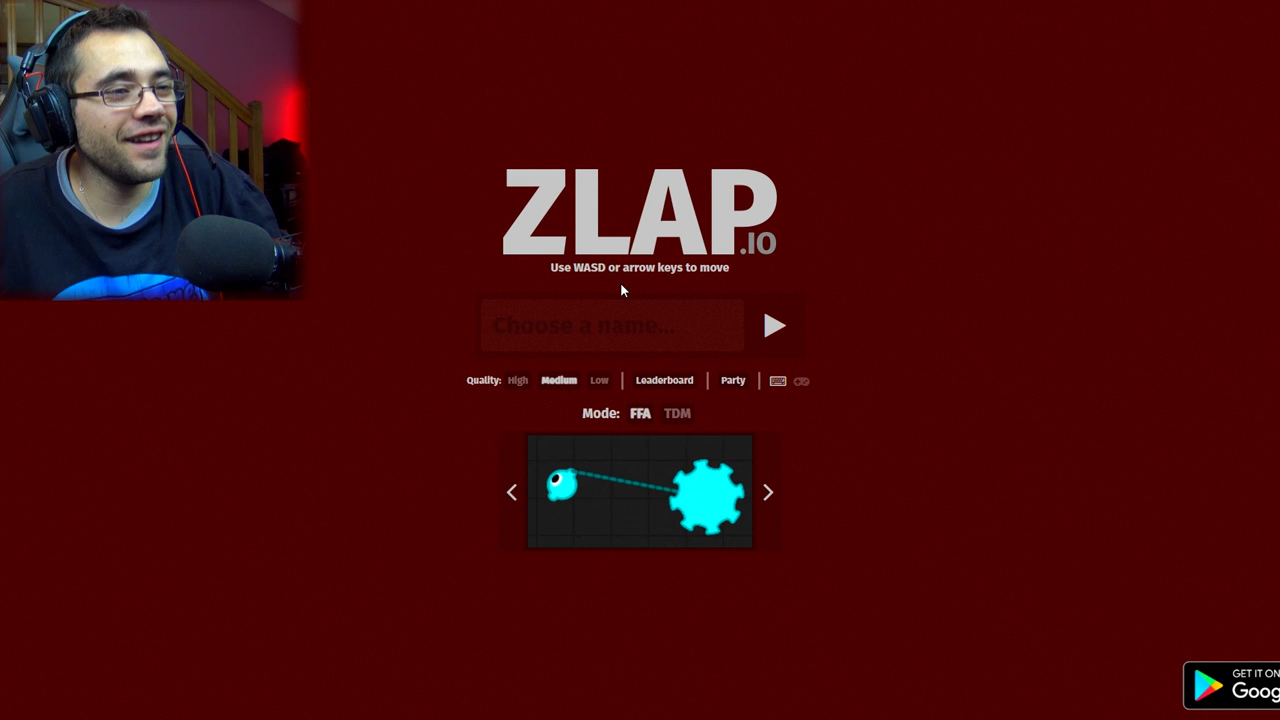 ZLAP.IO
Use WASD or arrow keys to move
Choose a name...
Quality: High Medium Low | Leaderboard | Party |
Mode: FFA TDM
GET IT ON
Goog